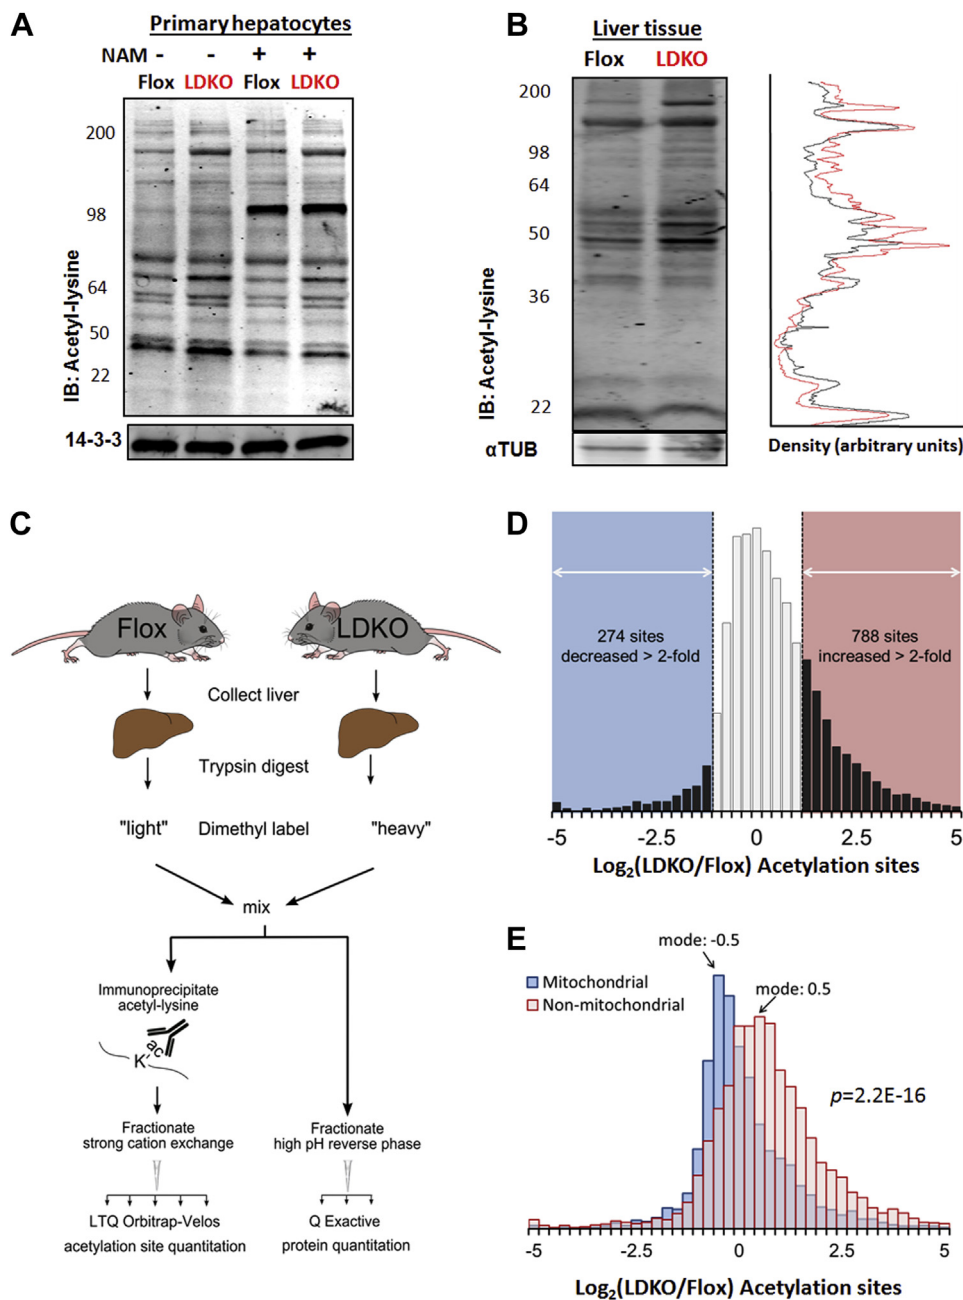 A
Primary hepatocytes
NAM - - + +
Flox LDKO Flox LDKO
200
98
64
50
22
IB: Acetyl-lysine
14-3-3
B
Liver tissue
Flox LDKO
200
98
64
50
36
22
IB: Acetyl-lysine
αTUB
Density (arbitrary units)
C
Flox
LDKO
Collect liver
Trypsin digest
"light" Dimethyl label "heavy"
mix
Immunoprecipitate
acetyl-lysine
ac
K
Fractionate
strong cation exchange
LTQ Orbitrap-Velos
acetylation site quantitation
Fractionate
high pH reverse phase
Q Exactive
protein quantitation
D
274 sites
decreased > 2-fold
788 sites
increased > 2-fold
-5 -2.5 0 2.5 5
Log2(LDKO/Flox) Acetylation sites
E
mode: -0.5
mode: 0.5
Mitochondrial
Non-mitochondrial
p=2.2E-16
-5 -2.5 0 2.5 5
Log2(LDKO/Flox) Acetylation sites